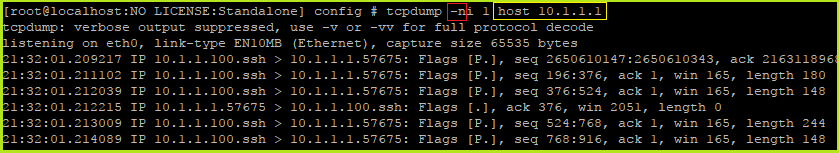 [root@localhost:NO LICENSE:Standalone] config # tcpdump -ni 1 host 10.1.1.1
tcpdump: verbose output suppressed, use -v or -vv for full protocol decode
listening on eth0, link-type EN10MB (Ethernet), capture size 65535 bytes
21:32:01.209217 IP 10.1.1.100.ssh > 10.1.1.1.57675: Flags [P.], seq 2650610147:2650610343, ack 2163118968
21:32:01.211102 IP 10.1.1.100.ssh > 10.1.1.1.57675: Flags [P.], seq 196:376, ack 1, win 165, length 180
21:32:01.212039 IP 10.1.1.100.ssh > 10.1.1.1.57675: Flags [P.], seq 376:524, ack 1, win 165, length 148
21:32:01.212215 IP 10.1.1.1.57675 > 10.1.1.100.ssh: Flags [.], ack 376, win 2051, length 0
21:32:01.213009 IP 10.1.1.100.ssh > 10.1.1.1.57675: Flags [P.], seq 524:768, ack 1, win 165, length 244
21:32:01.214089 IP 10.1.1.100.ssh > 10.1.1.1.57675: Flags [P.], seq 768:916, ack 1, win 165, length 148